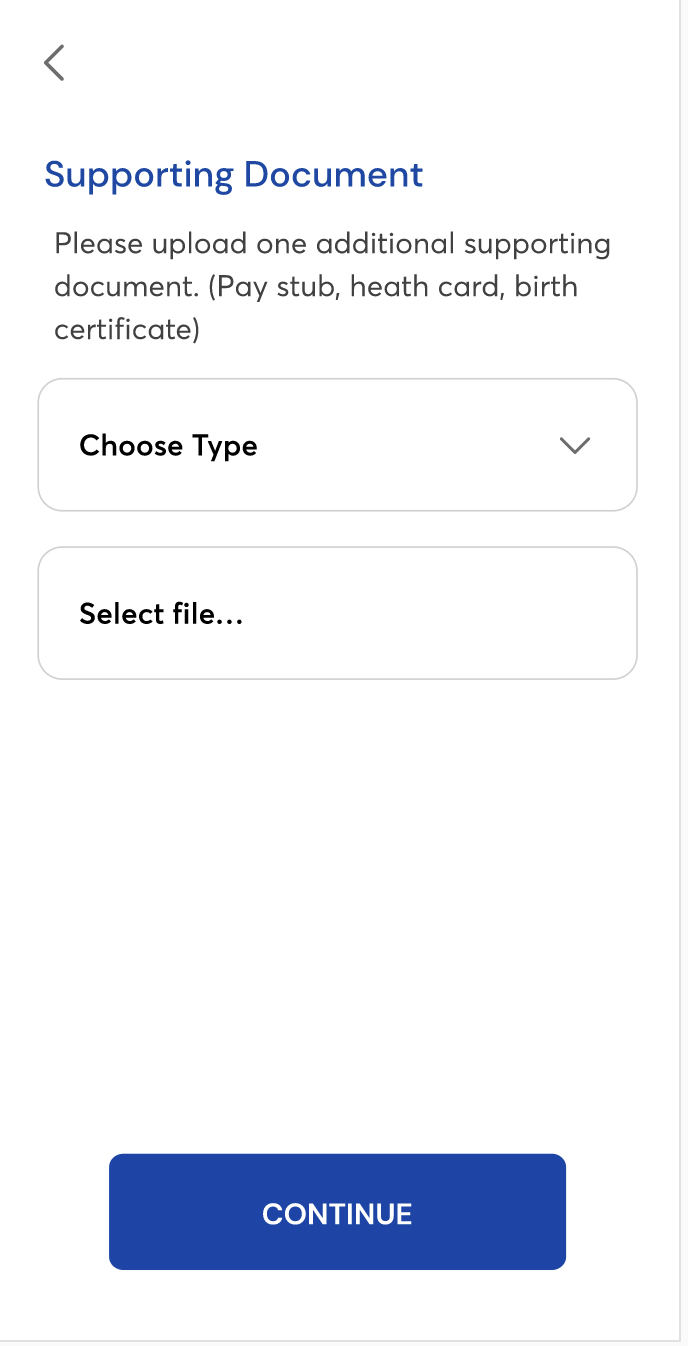 Supporting Document
Please upload one additional supporting
document. (Pay stub, heath card, birth
certificate)
Choose Type
Select file...
CONTINUE